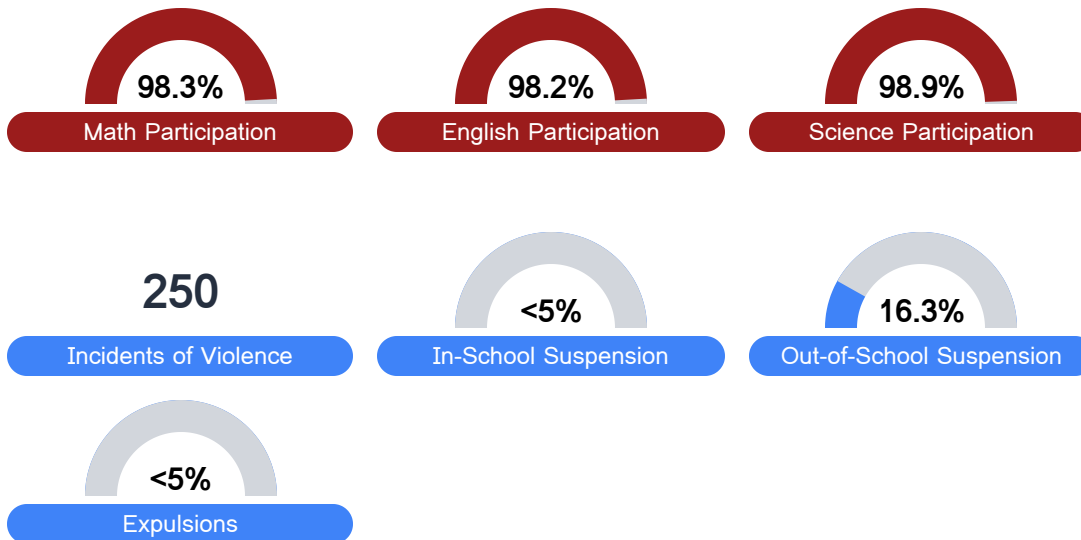 98.3%
98.2%
98.9%
Math Participation
English Participation
Science Participation
250
<5%
16.3%
Incidents of Violence
In-School Suspension
Out-of-School Suspension
<5%
Expulsions